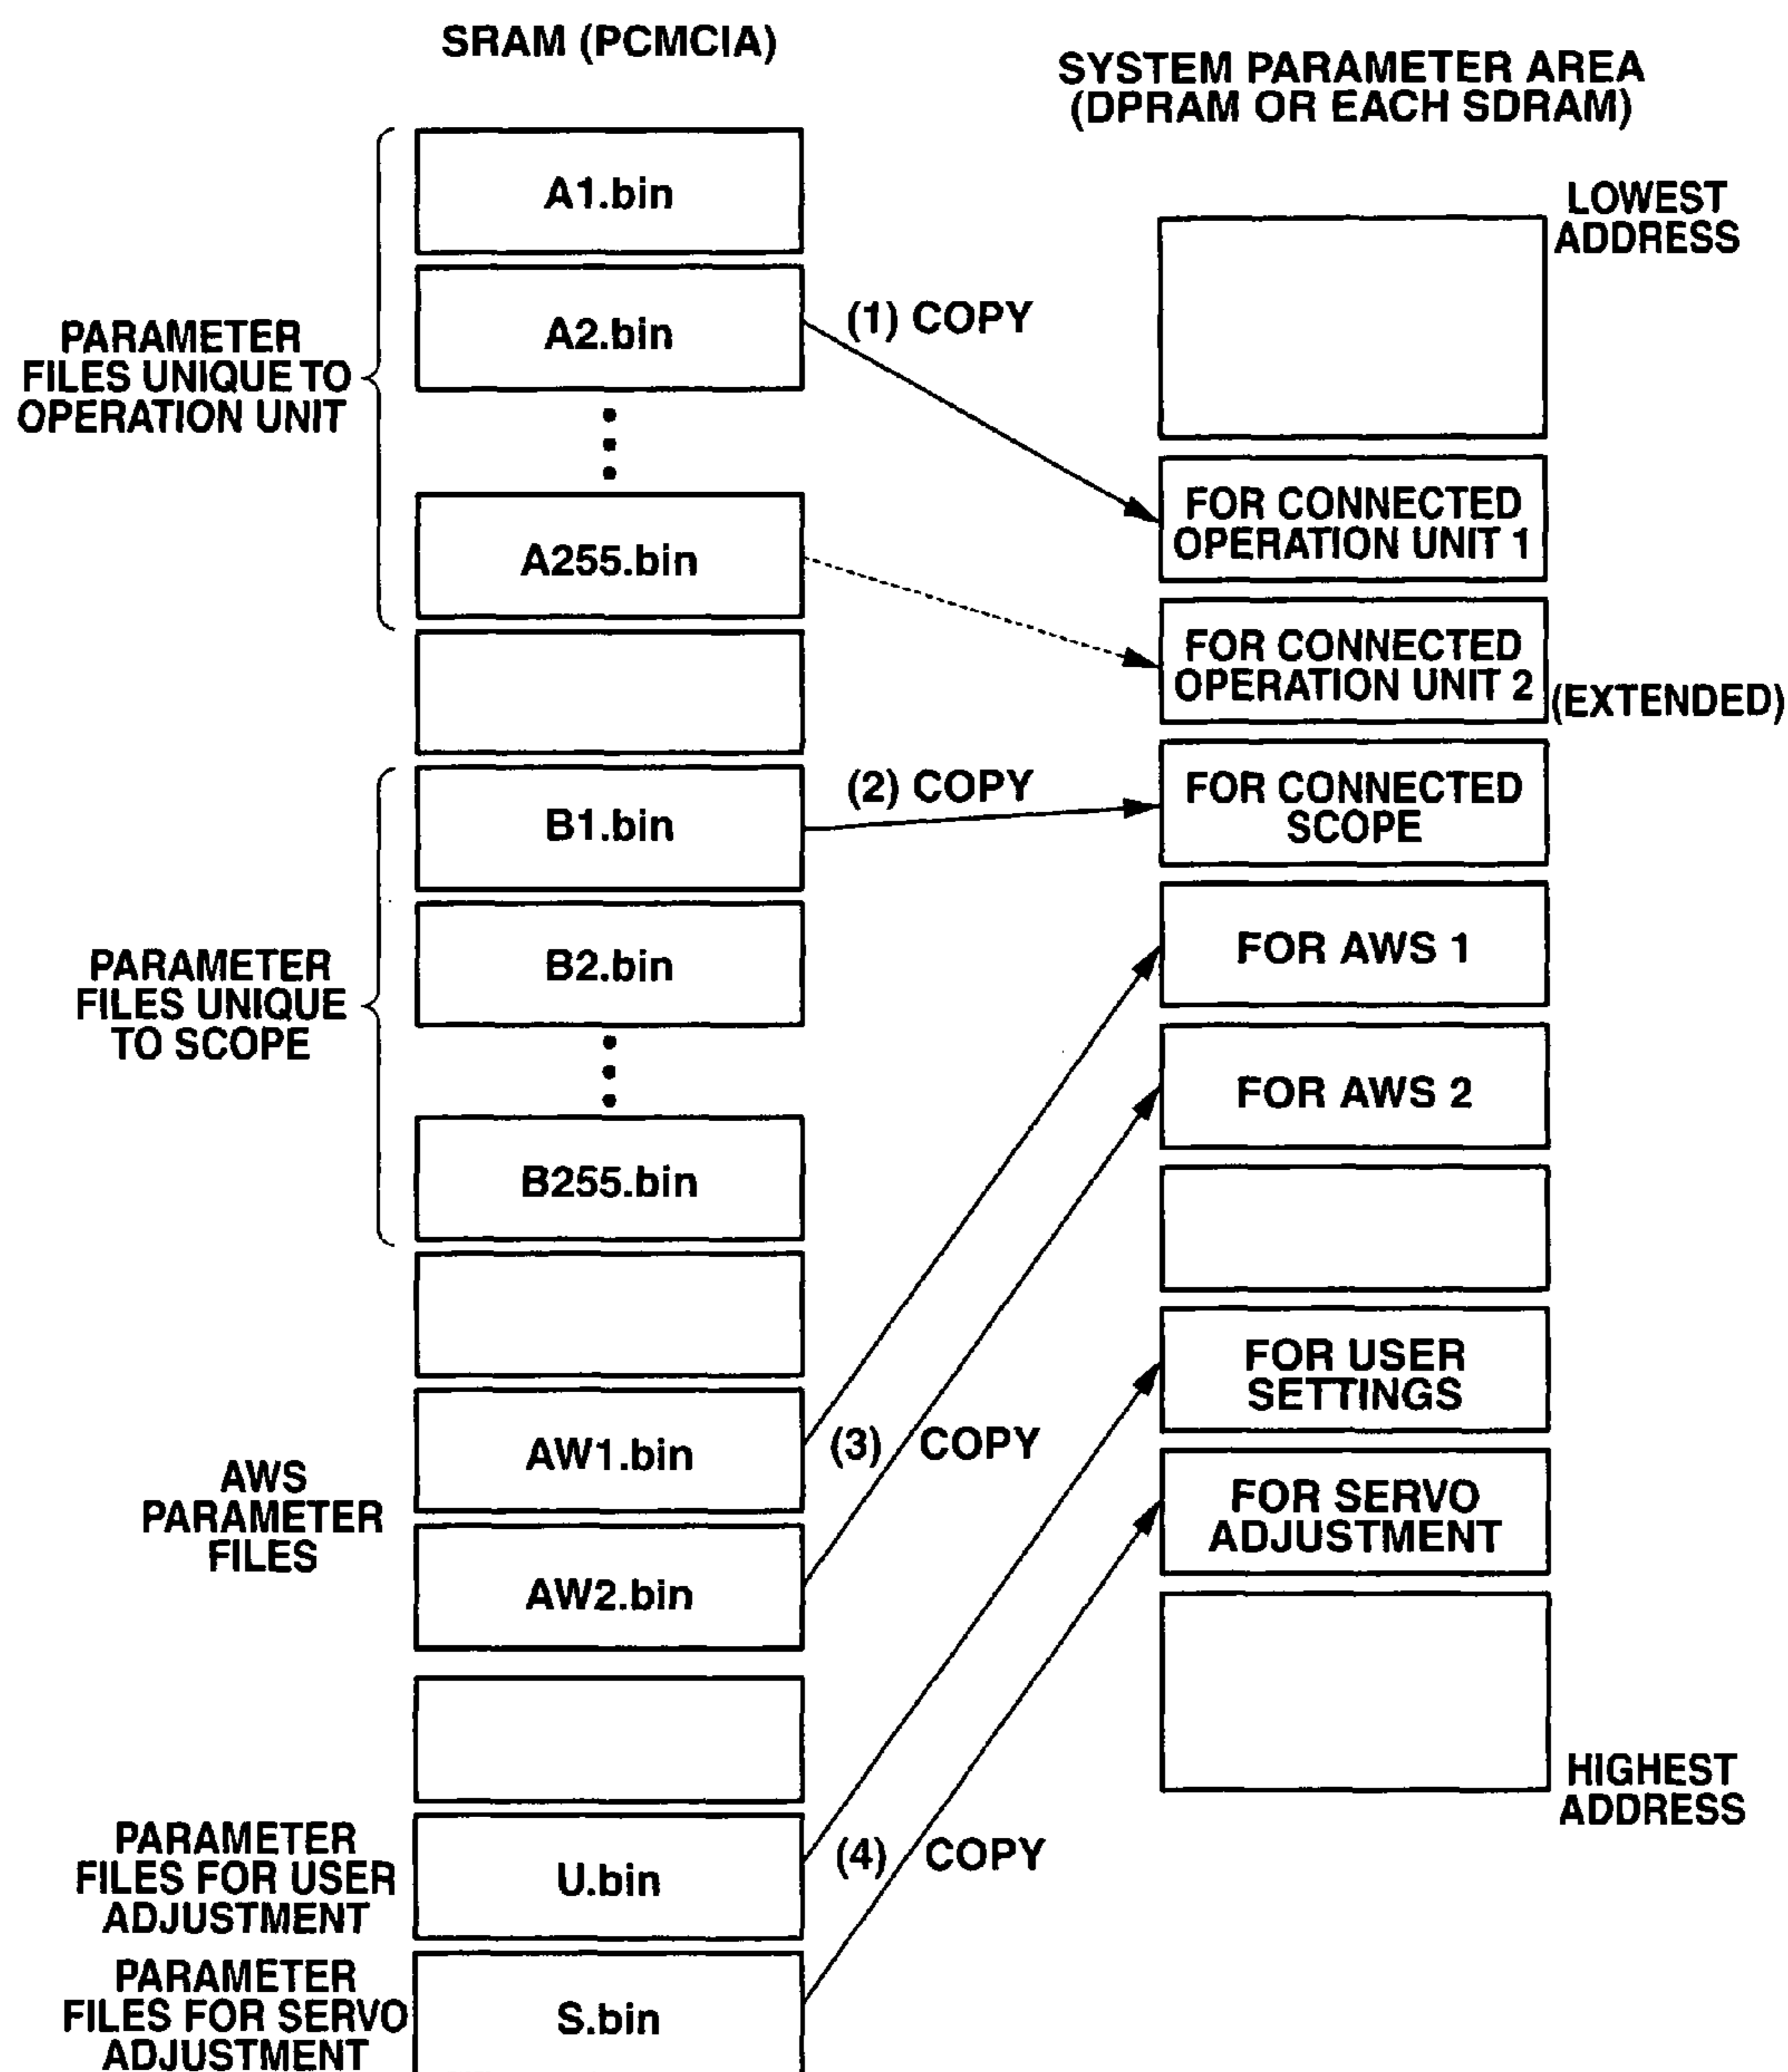 SRAM (PCMCIA)
SYSTEM PARAMETER AREA
(DPRAM OR EACH SDRAM)
LOWEST
ADDRESS
PARAMETER
FILES UNIQUE TO
OPERATION UNIT
A1.bin
A2.bin
A255.bin
(1) COPY
FOR CONNECTED
OPERATION UNIT 1
FOR CONNECTED
OPERATION UNIT 2
(EXTENDED)
PARAMETER
FILES UNIQUE
TO SCOPE
B1.bin
B2.bin
B255.bin
(2) COPY
FOR CONNECTED
SCOPE
FOR AWS 1
FOR AWS 2
AWS
PARAMETER
FILES
AW1.bin
AW2.bin
(3) COPY
FOR USER
SETTINGS
FOR SERVO
ADJUSTMENT
HIGHEST
ADDRESS
PARAMETER
FILES FOR USER
ADJUSTMENT
U.bin
(4) COPY
PARAMETER
FILES FOR SERVO
ADJUSTMENT
S.bin